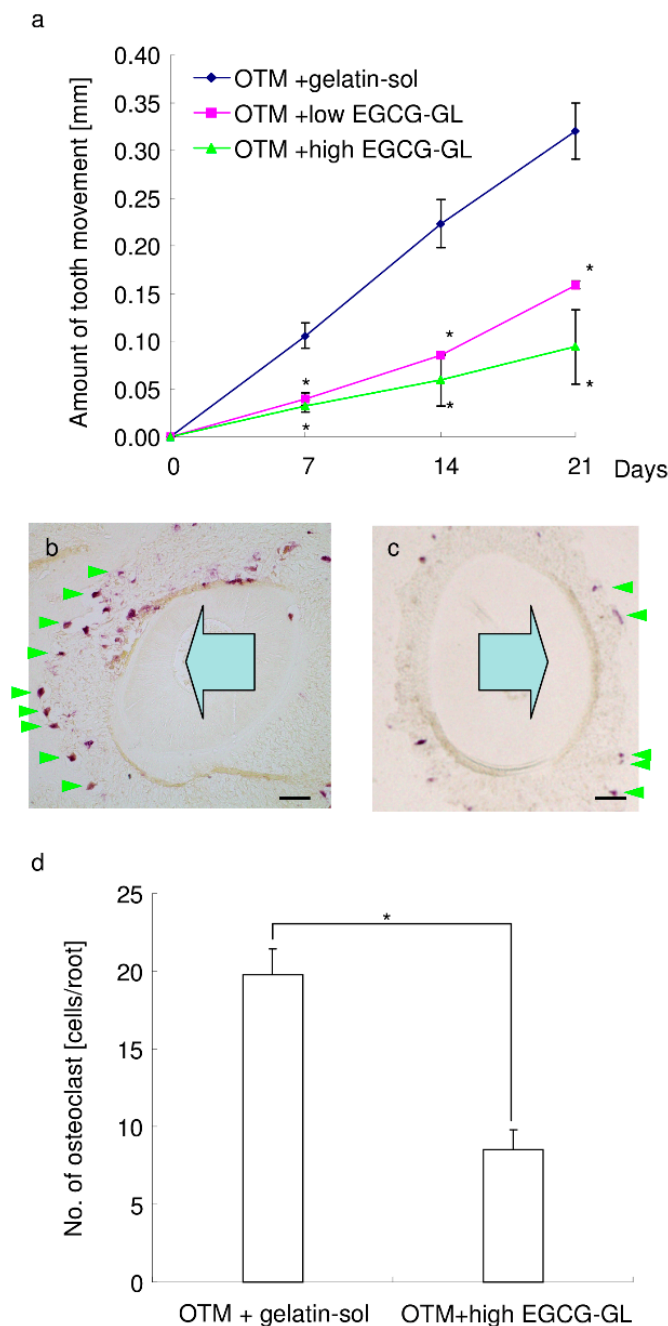 a
Amount of tooth movement [mm]
0.40
0.35
0.30
0.25
0.20
0.15
0.10
0.05
0.00
OTM +gelatin-sol
OTM +low EGCG-GL
OTM +high EGCG-GL
*
*
*
*
*
*
0
7
14
21
Days
b
c
d
No. of osteoclast [cells/root]
25
20
15
10
5
0
*
OTM + gelatin-sol
OTM+high EGCG-GL